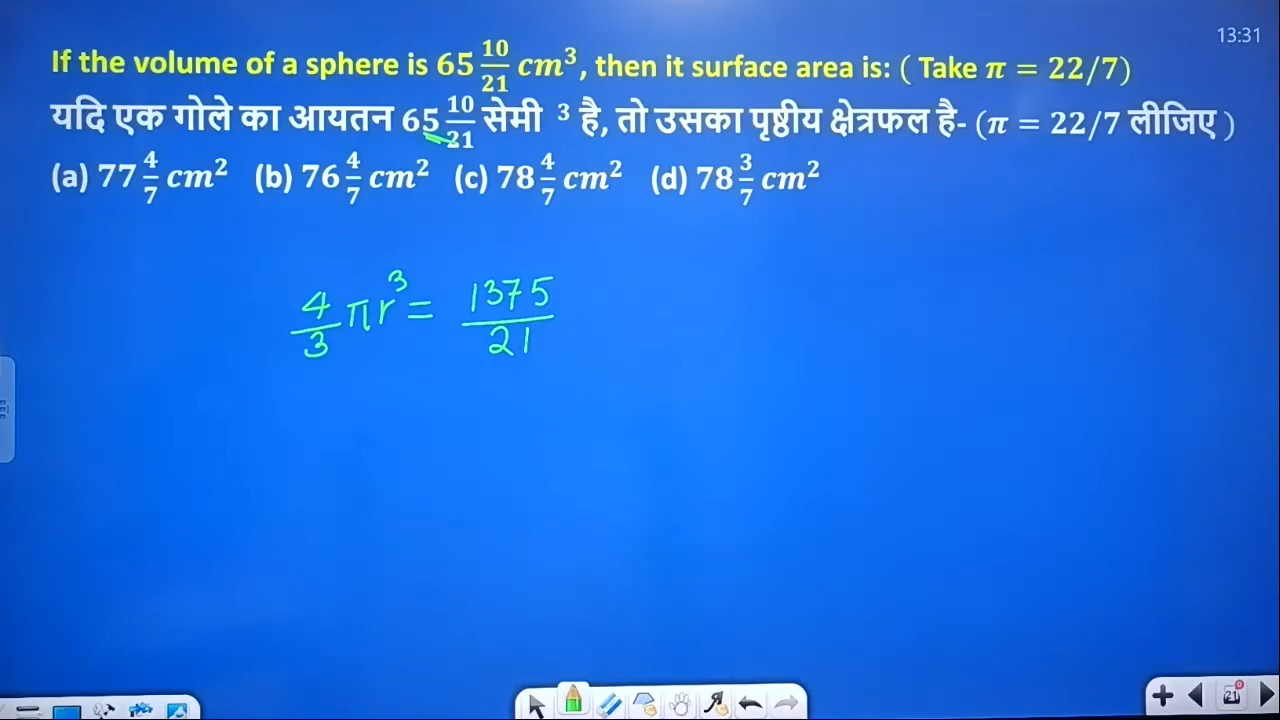 13:31
If the volume of a sphere is 65 10/21 cm³, then it surface area is: ( Take π = 22/7)
यदि एक गोले का आयतन 65 10/21 सेमी ³ है, तो उसका पृष्ठीय क्षेत्रफल है- (π = 22/7 लीजिए )
(a) 77 4/7 cm² (b) 76 4/7 cm² (c) 78 4/7 cm² (d) 78 3/7 cm²
4/3 πr³ = 1375/21
21